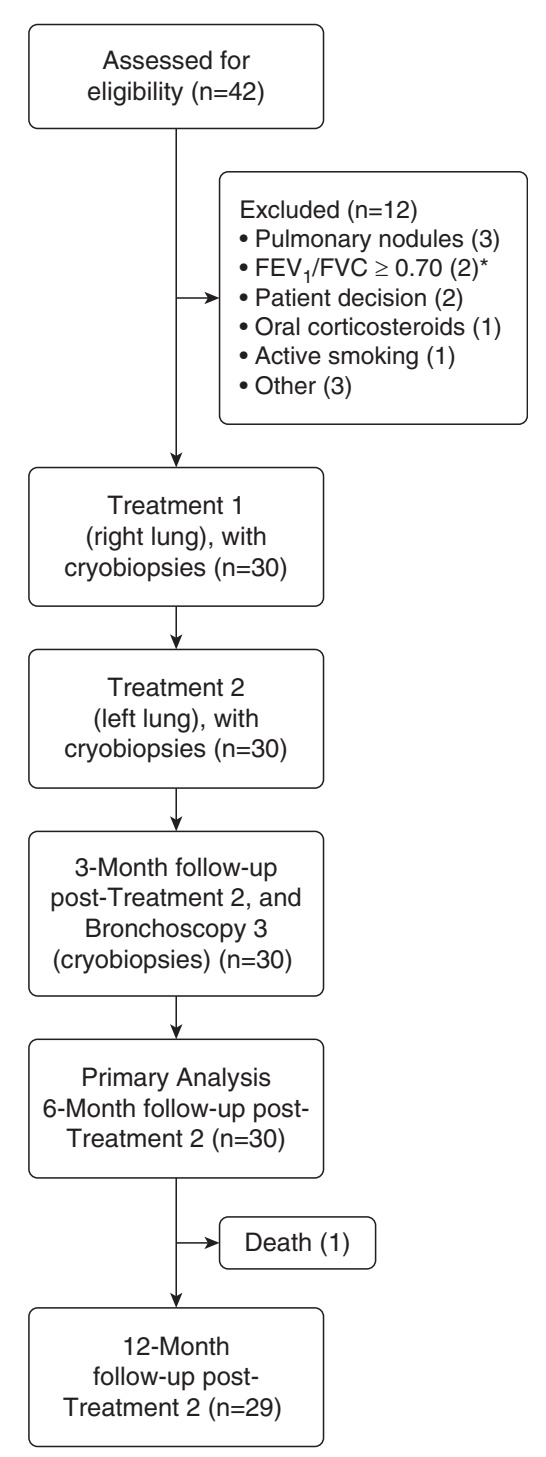 Assessed for
eligibility (n=42)
Excluded (n=12)
• Pulmonary nodules (3)
• FEV₁/FVC ≥ 0.70 (2)*
• Patient decision (2)
• Oral corticosteroids (1)
• Active smoking (1)
• Other (3)
Treatment 1
(right lung), with
cryobiopsies (n=30)
Treatment 2
(left lung), with
cryobiopsies (n=30)
3-Month follow-up
post-Treatment 2, and
Bronchoscopy 3
(cryobiopsies) (n=30)
Primary Analysis
6-Month follow-up post-
Treatment 2 (n=30)
Death (1)
12-Month
follow-up post-
Treatment 2 (n=29)